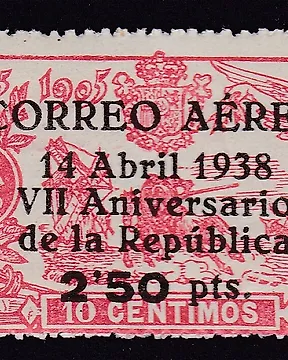 1905
CORREO AÉRE
14 Abril 1938
VII Aniversario
de la República
2'50 pts.
10 CENTIMOS